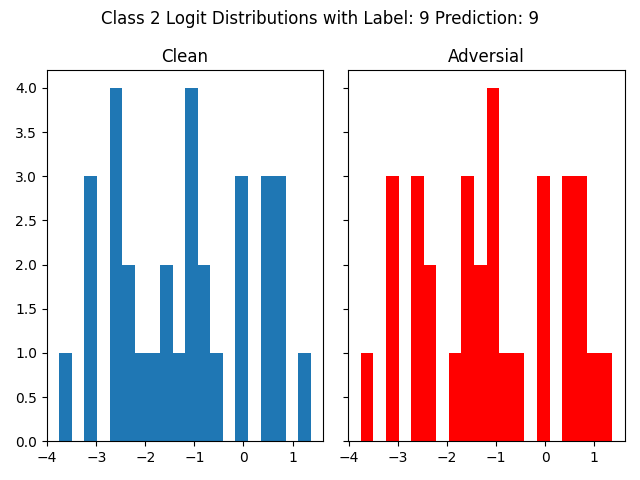 Class 2 Logit Distributions with Label: 9 Prediction: 9
Clean
Adversial
4.0
3.5
3.0
2.5
2.0
1.5
1.0
0.5
0.0
−4 −3 −2 −1 0 1
−4 −3 −2 −1 0 1